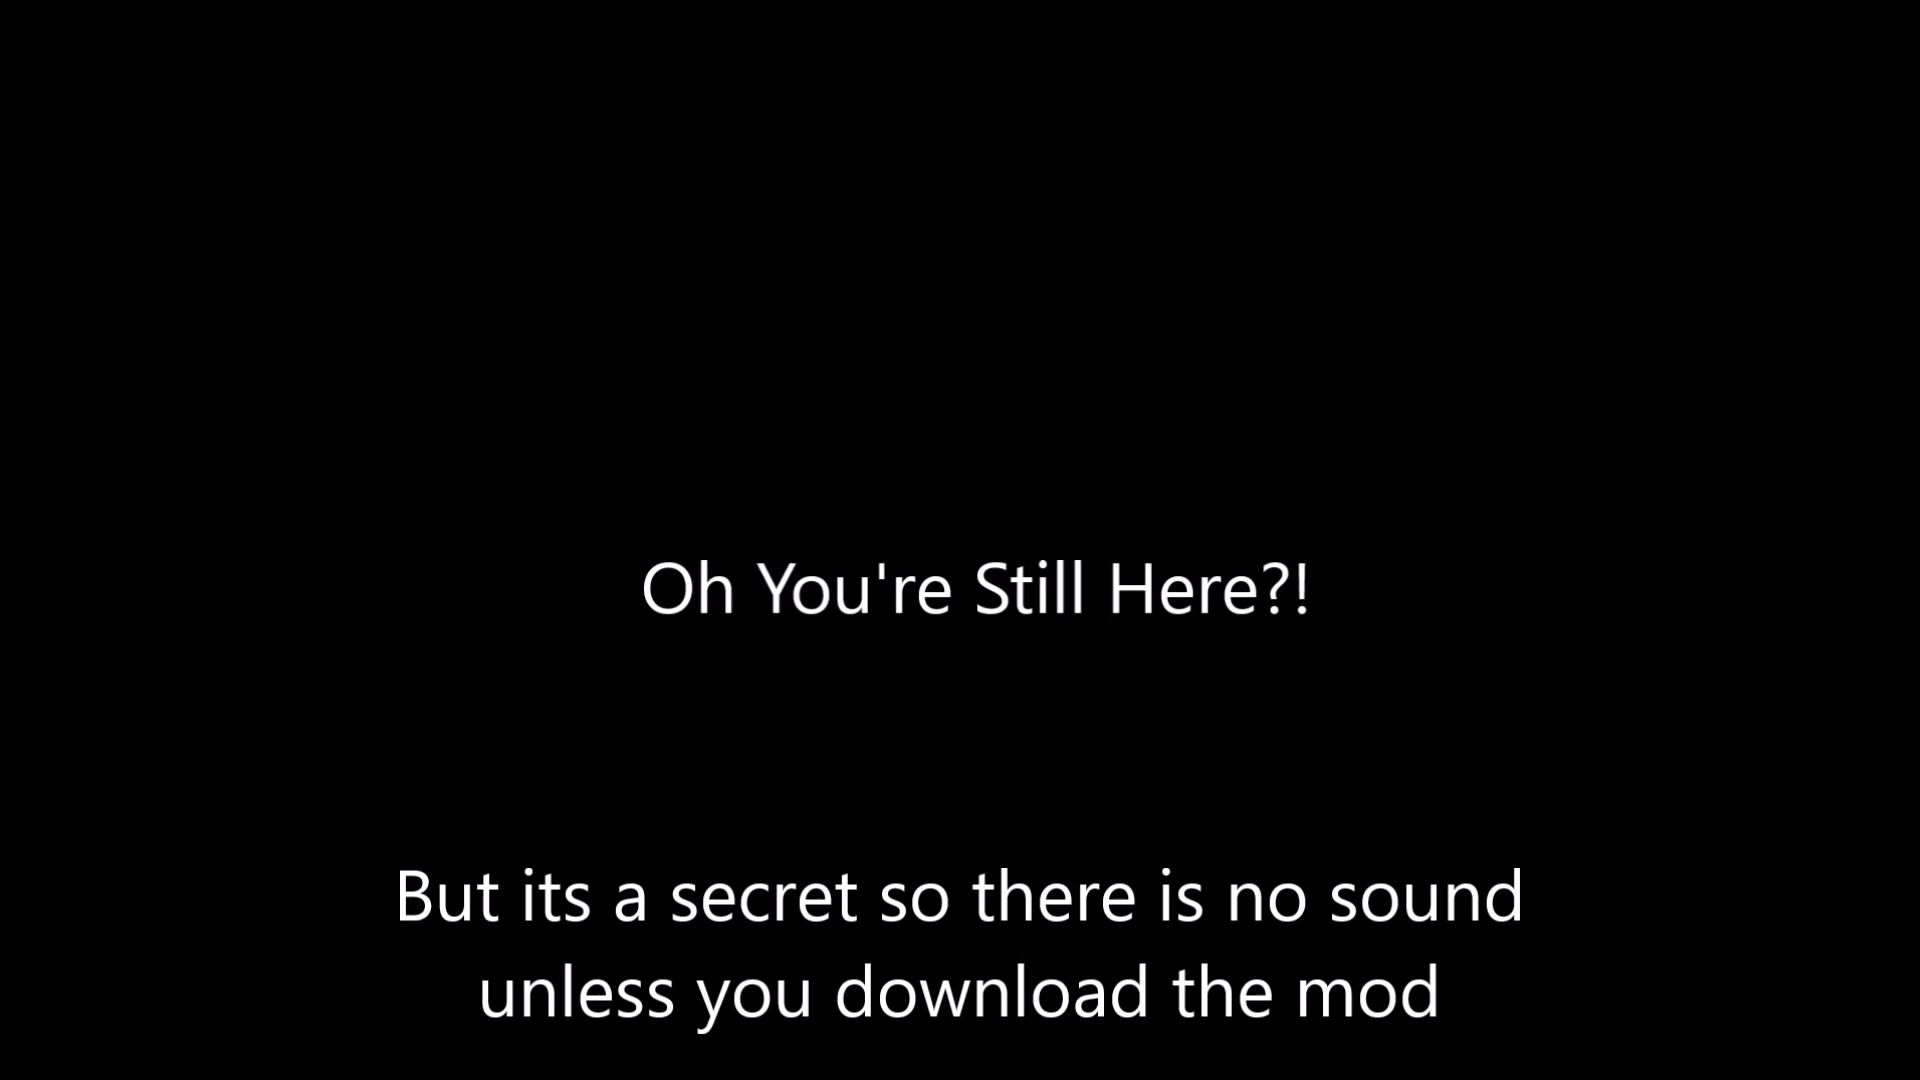 Oh You're Still Here?!
But its a secret so there is no sound
unless you download the mod